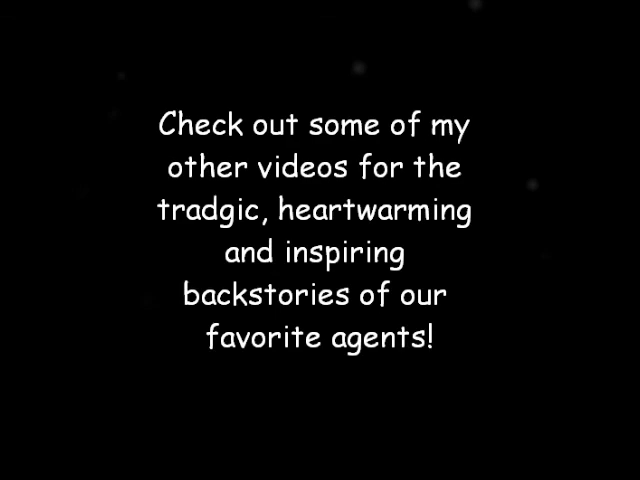 Check out some of my
other videos for the
tradgic, heartwarming
and inspiring
backstories of our
favorite agents!